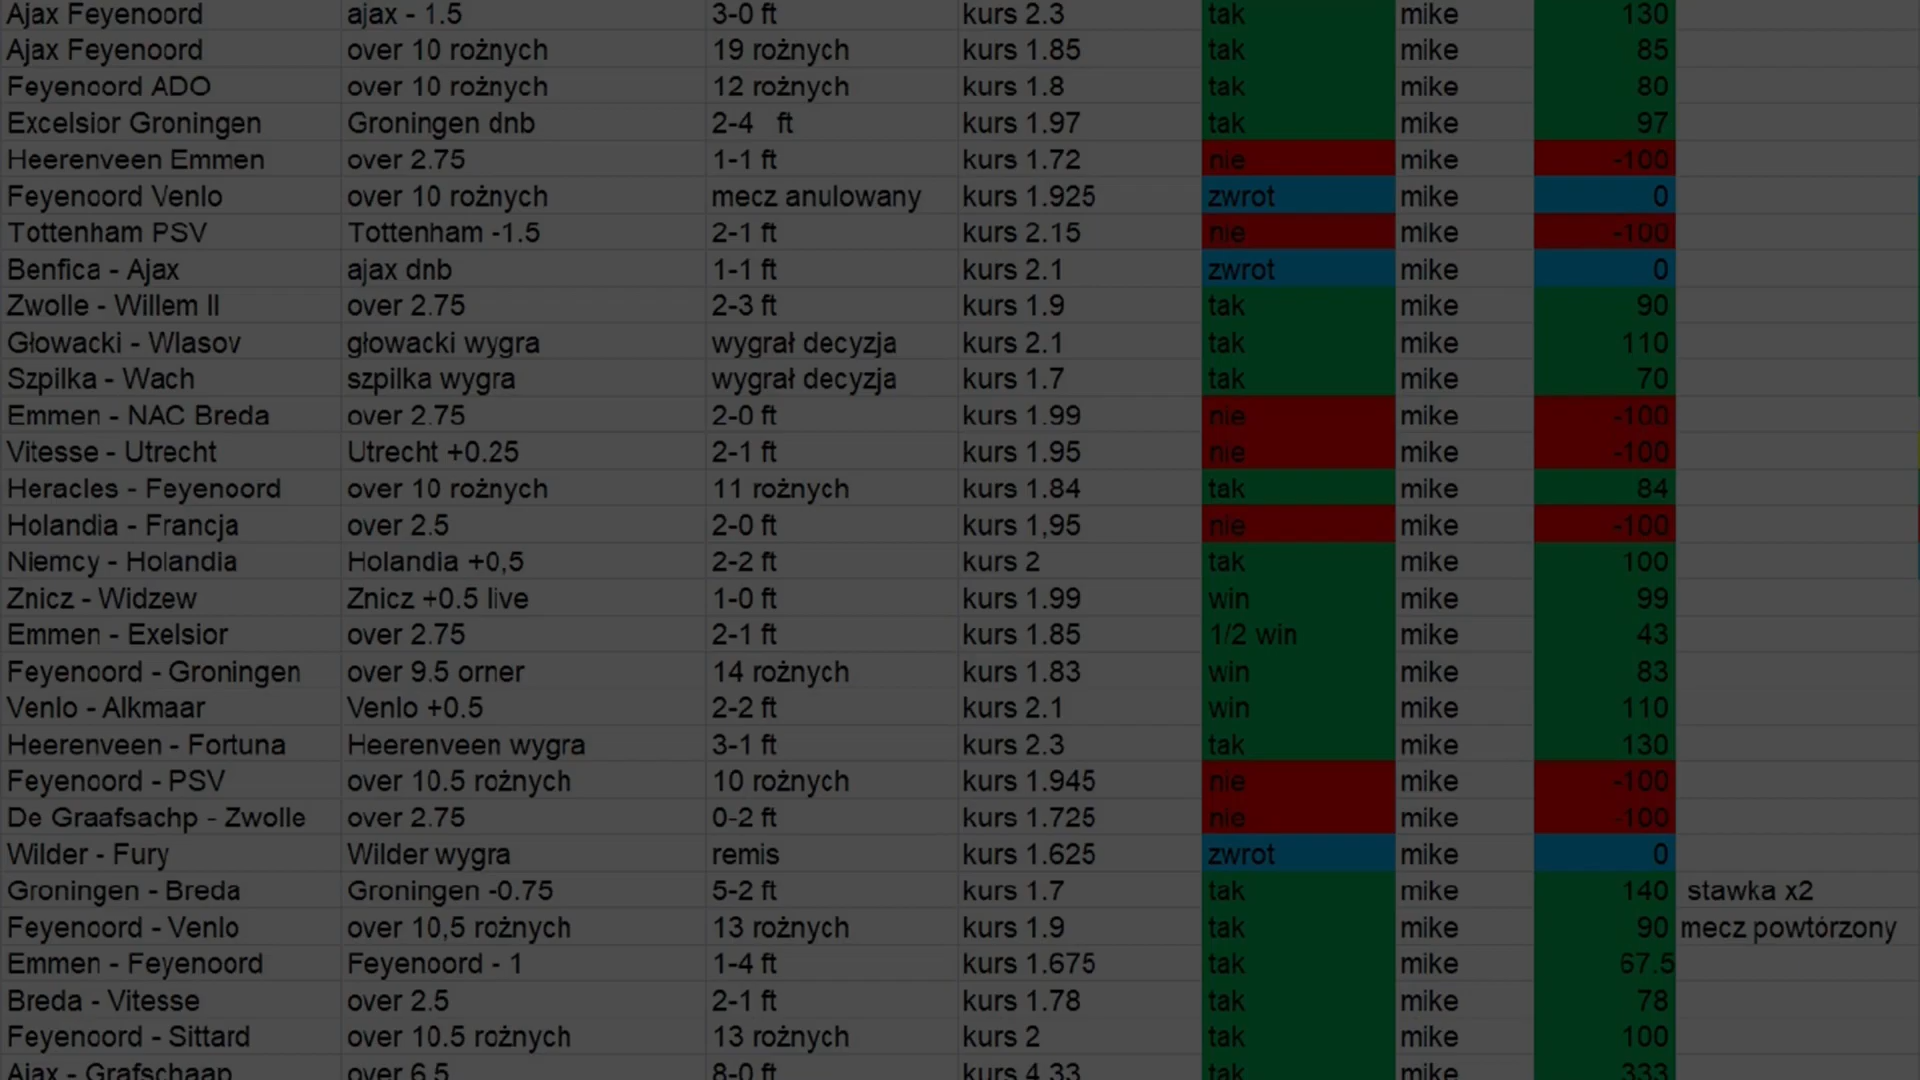 Ajax Feyenoord ajax - 1.5 3-0 ft kurs 2.3 tak mike 130
Ajax Feyenoord over 10 rożnych 19 rożnych kurs 1.85 tak mike 85
Feyenoord ADO over 10 rożnych 12 rożnych kurs 1.8 tak mike 80
Excelsior Groningen Groningen dnb 2-4 ft kurs 1.97 tak mike 97
Heerenveen Emmen over 2.75 1-1 ft kurs 1.72 nie mike -100
Feyenoord Venlo over 10 rożnych mecz anulowany kurs 1.925 zwrot mike 0
Tottenham PSV Tottenham -1.5 2-1 ft kurs 2.15 nie mike -100
Benfica - Ajax ajax dnb 1-1 ft kurs 2.1 zwrot mike 0
Zwolle - Willem II over 2.75 2-3 ft kurs 1.9 tak mike 90
Głowacki - Wlasov głowacki wygra wygrał decyzja kurs 2.1 tak mike 110
Szpilka - Wach szpilka wygra wygrał decyzja kurs 1.7 tak mike 70
Emmen - NAC Breda over 2.75 2-0 ft kurs 1.99 nie mike -100
Vitesse - Utrecht Utrecht +0.25 2-1 ft kurs 1.95 nie mike -100
Heracles - Feyenoord over 10 rożnych 11 rożnych kurs 1.84 tak mike 84
Holandia - Francja over 2.5 2-0 ft kurs 1,95 nie mike -100
Niemcy - Holandia Holandia +0,5 2-2 ft kurs 2 tak mike 100
Znicz - Widzew Znicz +0.5 live 1-0 ft kurs 1.99 win mike 99
Emmen - Exelsior over 2.75 2-1 ft kurs 1.85 1/2 win mike 43
Feyenoord - Groningen over 9.5 orner 14 rożnych kurs 1.83 win mike 83
Venlo - Alkmaar Venlo +0.5 2-2 ft kurs 2.1 win mike 110
Heerenveen - Fortuna Heerenveen wygra 3-1 ft kurs 2.3 tak mike 130
Feyenoord - PSV over 10.5 rożnych 10 rożnych kurs 1.945 nie mike -100
De Graafsachp - Zwolle over 2.75 0-2 ft kurs 1.725 nie mike -100
Wilder - Fury Wilder wygra remis kurs 1.625 zwrot mike 0
Groningen - Breda Groningen -0.75 5-2 ft kurs 1.7 tak mike 140 stawka x2
Feyenoord - Venlo over 10,5 rożnych 13 rożnych kurs 1.9 tak mike 90 mecz powtórzony
Emmen - Feyenoord Feyenoord - 1 1-4 ft kurs 1.675 tak mike 67.5
Breda - Vitesse over 2.5 2-1 ft kurs 1.78 tak mike 78
Feyenoord - Sittard over 10.5 rożnych 13 rożnych kurs 2 tak mike 100
Ajax - Grafschaap over 6.5 8-0 ft kurs 4.33 tak mike 333